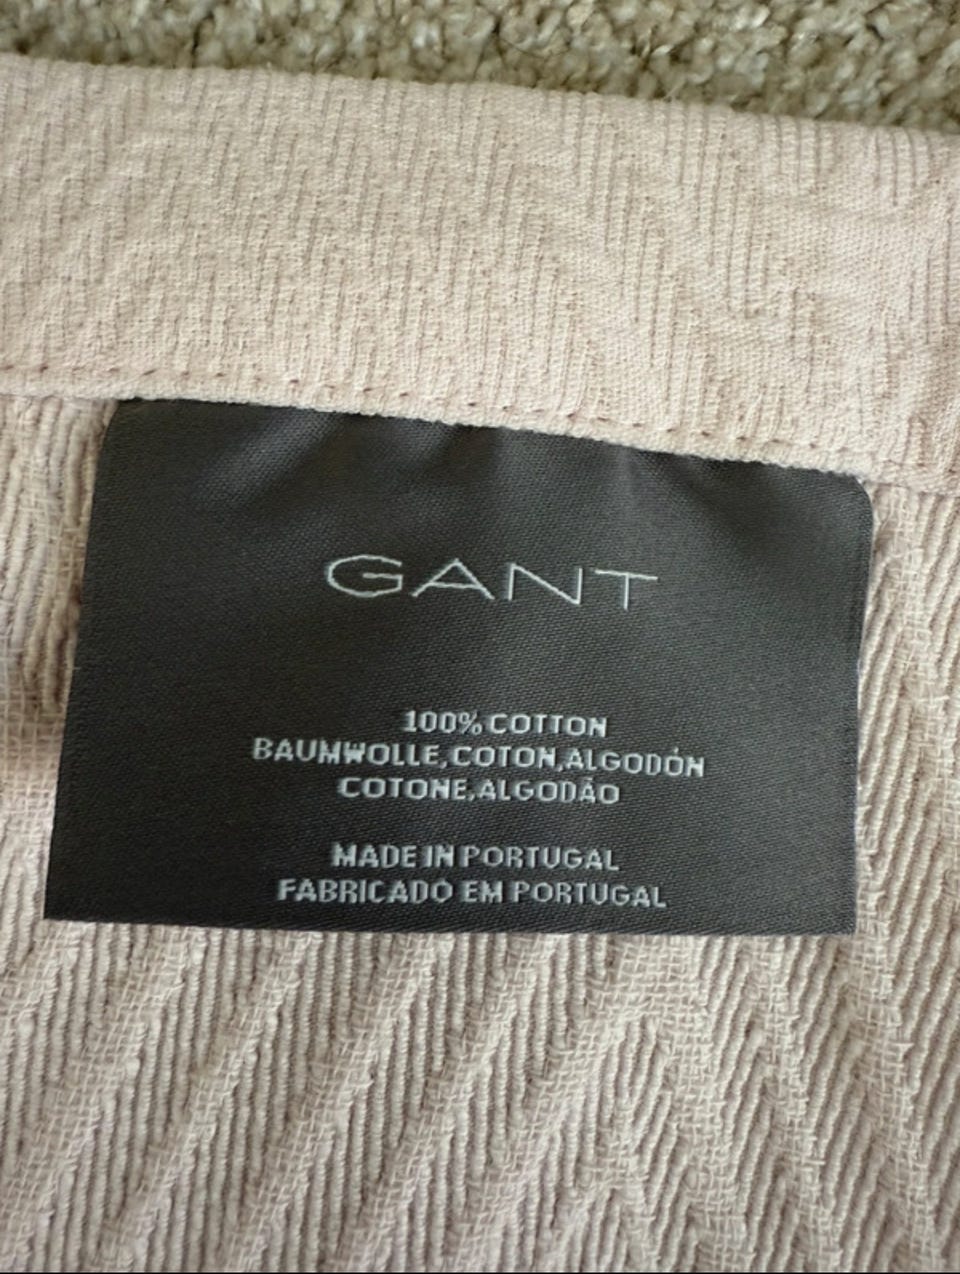 GANT
100% COTTON
BAUMWOLLE,COTON,ALGODÓN
COTONE,ALGODÃO
MADE IN PORTUGAL
FABRICADO EM PORTUGAL